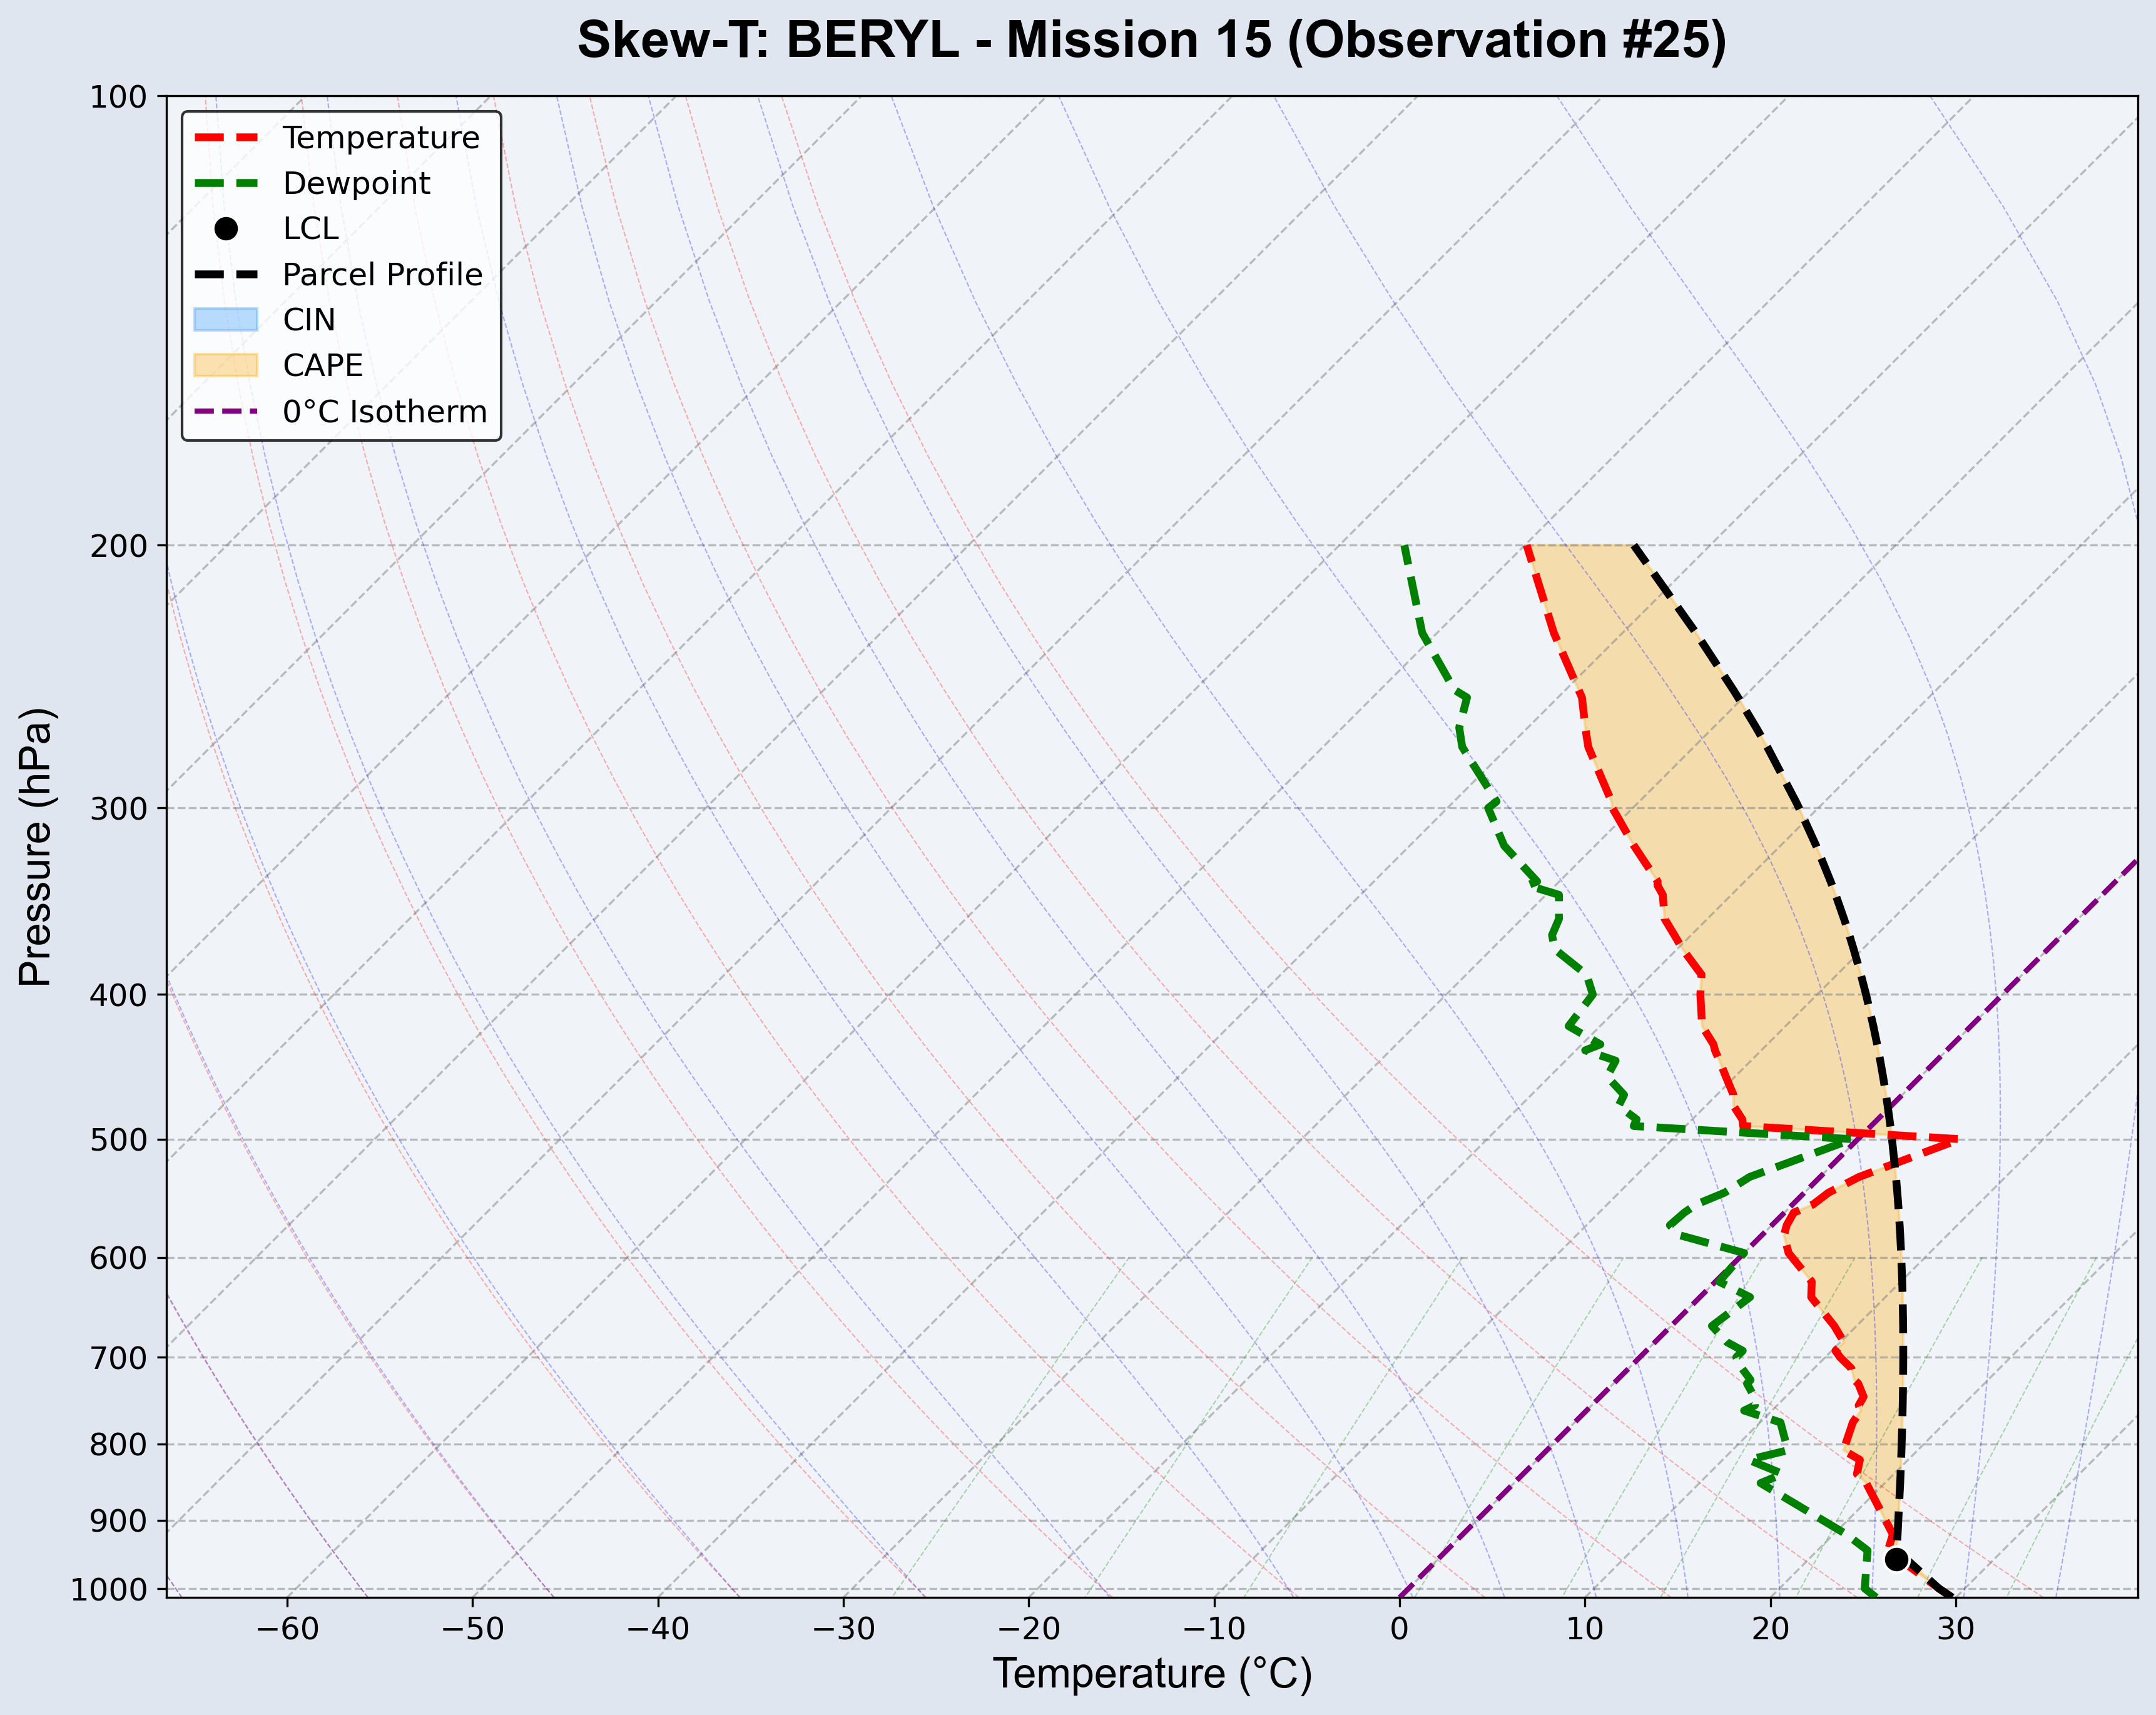 Skew-T: BERYL - Mission 15 (Observation #25)
100
200
300
400
500
600
700
800
900
1000
Pressure (hPa)
Temperature
Dewpoint
LCL
Parcel Profile
CIN
CAPE
0°C Isotherm
−60 −50 −40 −30 −20 −10 0 10 20 30
Temperature (°C)